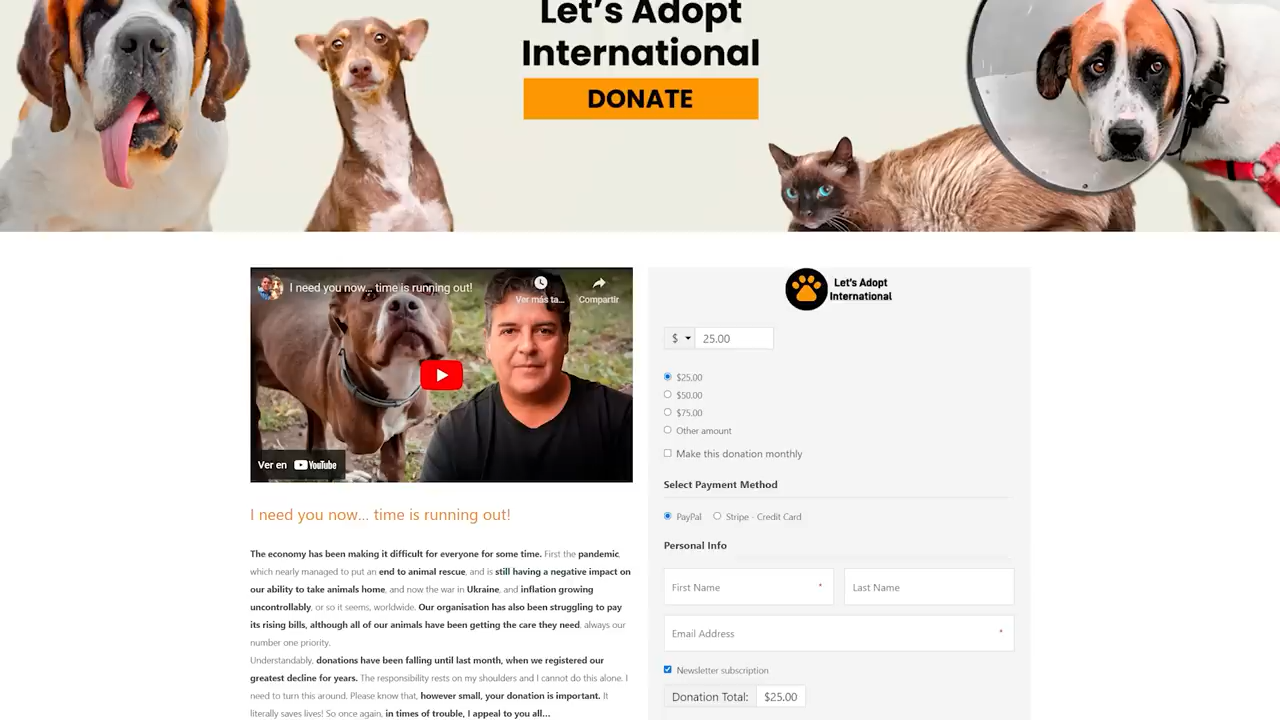 Let's Adopt
International
DONATE
I need you now... time is running out!
Ver más ta...
Compartir
Ver en YouTube
I need you now... time is running out!
The economy has been making it difficult for everyone for some time. First the pandemic,
which nearly managed to put an end to animal rescue, and is still having a negative impact on
our ability to take animals home, and now the war in Ukraine, and inflation growing
uncontrollably, or so it seems, worldwide. Our organisation has also been struggling to pay
its rising bills, although all of our animals have been getting the care they need, always our
number one priority.
Understandably, donations have been falling until last month, when we registered our
greatest decline for years. The responsibility rests on my shoulders and I cannot do this alone. I
need to turn this around. Please know that, however small, your donation is important. It
literally saves lives! So once again, in times of trouble, I appeal to you all...
Let's Adopt
International
$ 25.00
$25.00
$50.00
$75.00
Other amount
Make this donation monthly
Select Payment Method
PayPal Stripe - Credit Card
Personal Info
First Name * Last Name
Email Address *
Newsletter subscription
Donation Total: $25.00